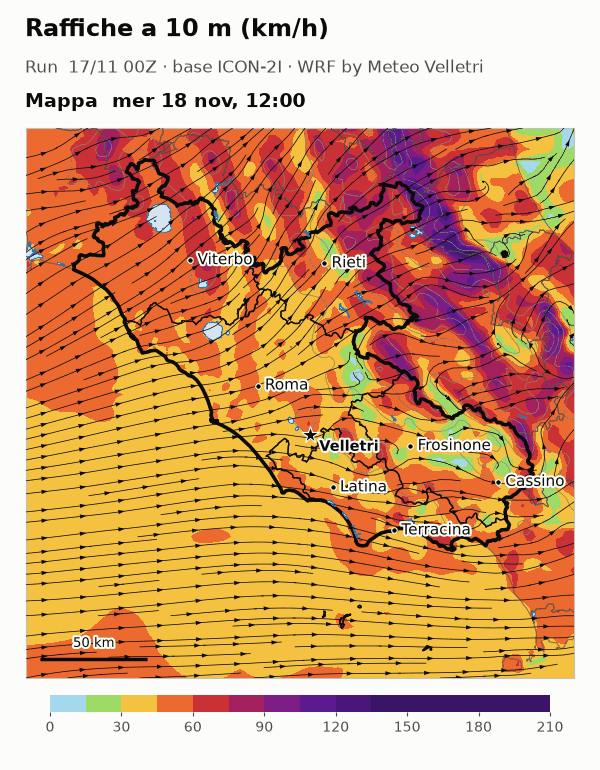 Raffiche a 10 m (km/h)
Run 17/11 00Z · base ICON-2I · WRF by Meteo Velletri
Mappa mer 18 nov, 12:00
Viterbo
Rieti
Roma
Velletri
Frosinone
Latina
Cassino
Terracina
50 km
0 30 60 90 120 150 180 210